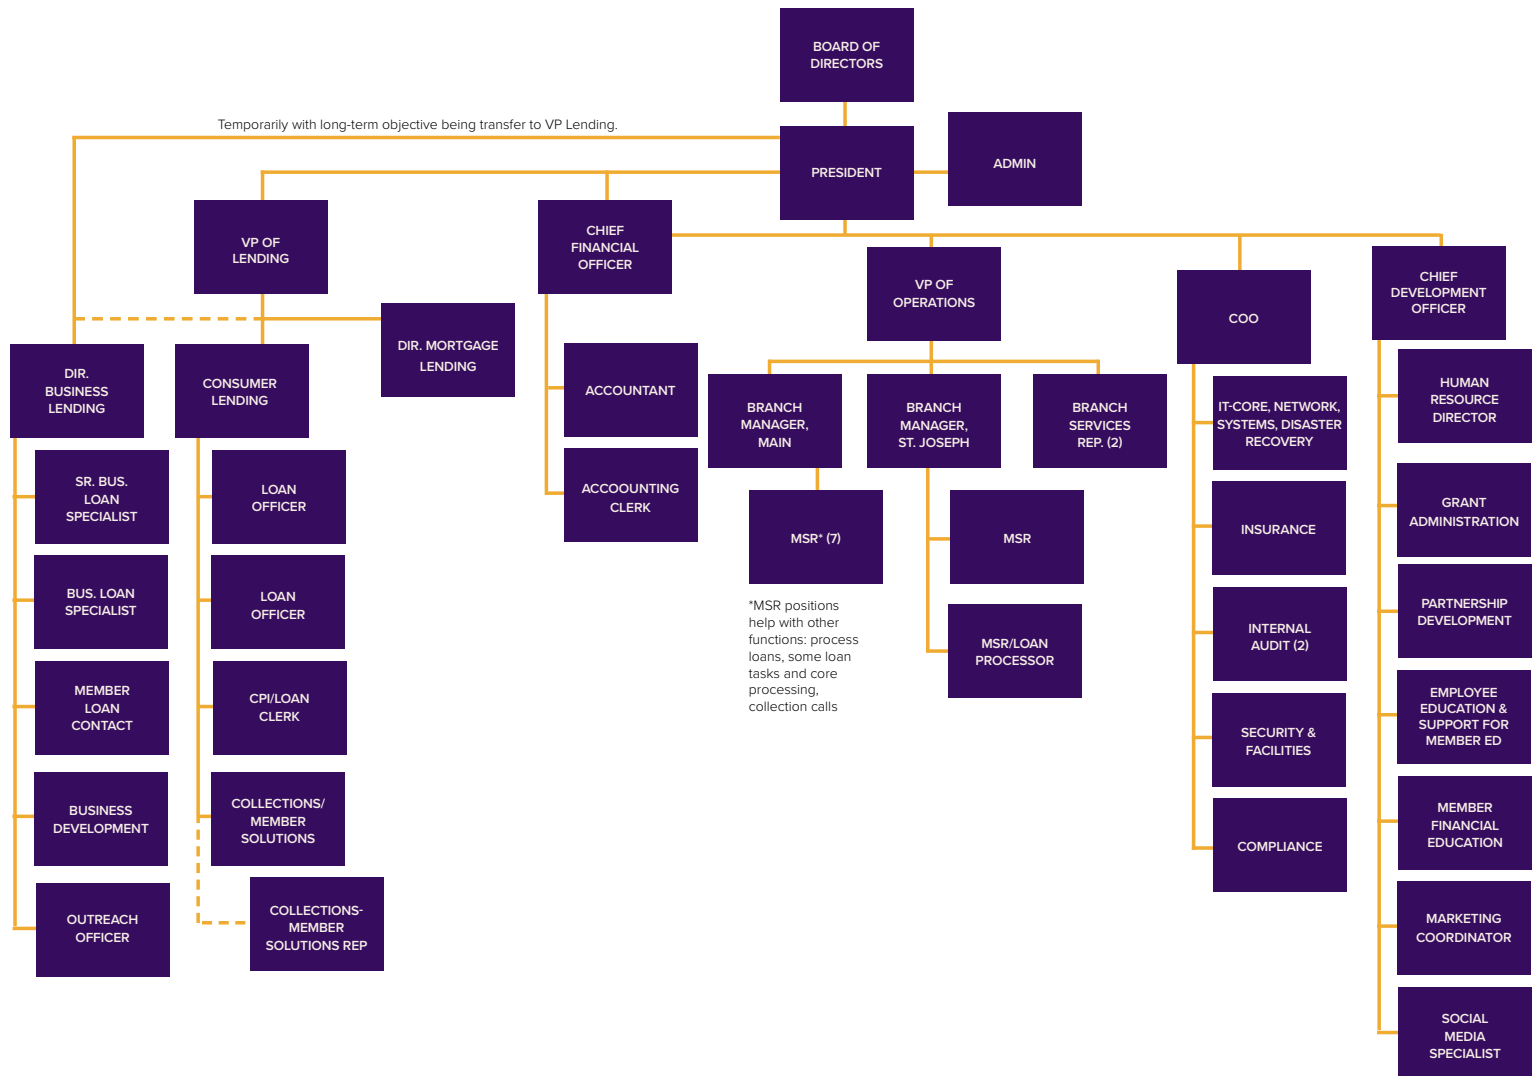 BOARD OF
DIRECTORS
Temporarily with long-term objective being transfer to VP Lending.
PRESIDENT
ADMIN
VP OF
LENDING
CHIEF
FINANCIAL
OFFICER
VP OF
OPERATIONS
COO
CHIEF
DEVELOPMENT
OFFICER
DIR. MORTGAGE
LENDING
DIR.
BUSINESS
LENDING
CONSUMER
LENDING
SR. BUS.
LOAN
SPECIALIST
BUS. LOAN
SPECIALIST
MEMBER
LOAN
CONTACT
BUSINESS
DEVELOPMENT
OUTREACH
OFFICER
LOAN
OFFICER
LOAN
OFFICER
CPI/LOAN
CLERK
COLLECTIONS/
MEMBER
SOLUTIONS
COLLECTIONS-
MEMBER
SOLUTIONS REP
ACCOUNTANT
ACCOOUNTING
CLERK
BRANCH
MANAGER,
MAIN
BRANCH
MANAGER,
ST. JOSEPH
BRANCH
SERVICES
REP. (2)
MSR* (7)
*MSR positions
help with other
functions: process
loans, some loan
tasks and core
processing,
collection calls
MSR
MSR/LOAN
PROCESSOR
IT-CORE, NETWORK,
SYSTEMS, DISASTER
RECOVERY
INSURANCE
INTERNAL
AUDIT (2)
SECURITY &
FACILITIES
COMPLIANCE
HUMAN
RESOURCE
DIRECTOR
GRANT
ADMINISTRATION
PARTNERSHIP
DEVELOPMENT
EMPLOYEE
EDUCATION &
SUPPORT FOR
MEMBER ED
MEMBER
FINANCIAL
EDUCATION
MARKETING
COORDINATOR
SOCIAL
MEDIA
SPECIALIST